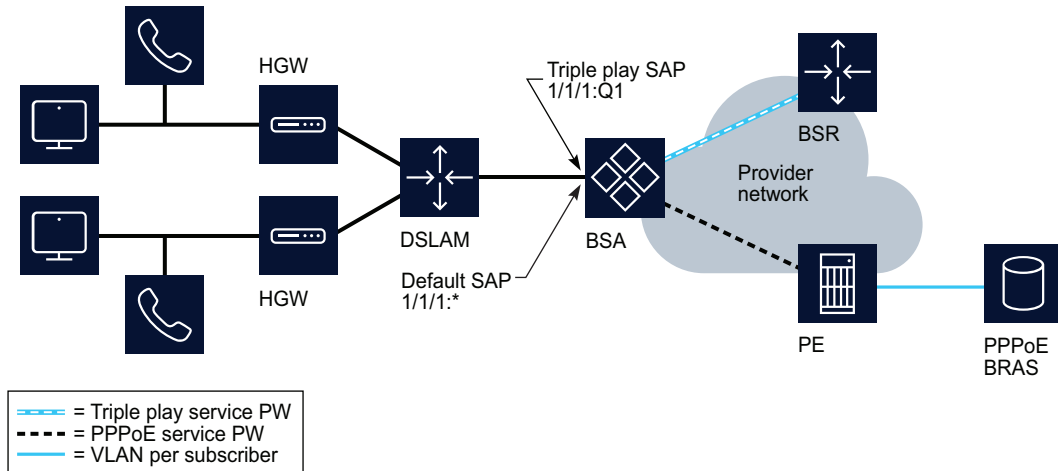 HGW
Triple play SAP
1/1/1:Q1
BSR
Provider
network
DSLAM
BSA
Default SAP
1/1/1:*
HGW
PE
PPPoE
BRAS
= Triple play service PW
= PPPoE service PW
= VLAN per subscriber